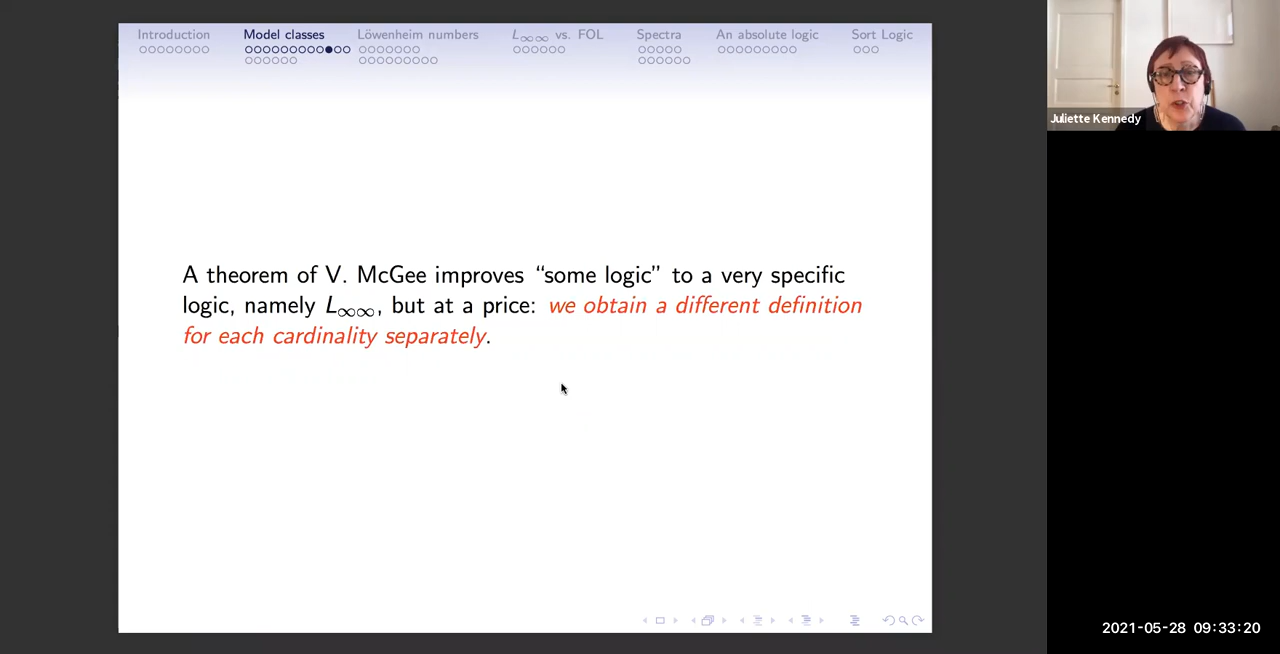 Introduction Model classes Löwenheim numbers L∞∞ vs. FOL Spectra An absolute logic Sort Logic
Juliette Kennedy
A theorem of V. McGee improves “some logic” to a very specific
logic, namely L∞∞, but at a price: we obtain a different definition
for each cardinality separately.
2021-05-28 09:33:20